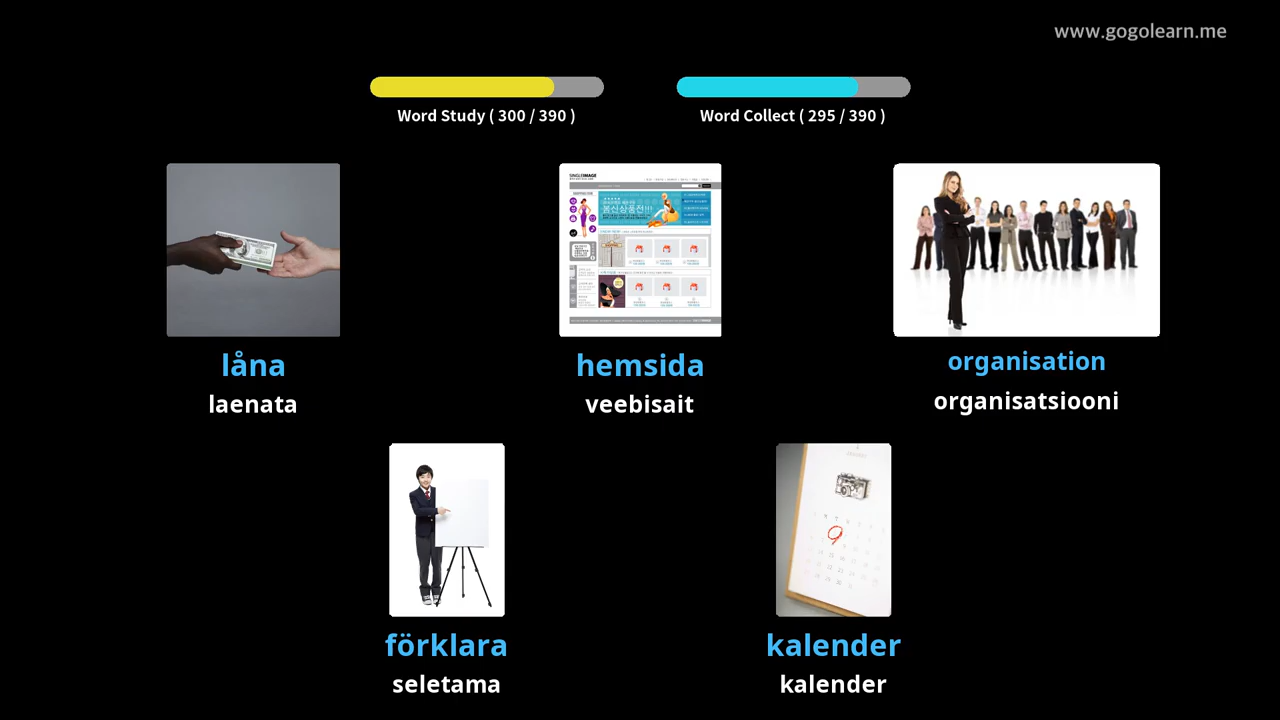 www.gogolearn.me
Word Study ( 300 / 390 )
Word Collect ( 295 / 390 )
låna
laenata
hemsida
veebisait
organisation
organisatsiooni
förklara
seletama
kalender
kalender